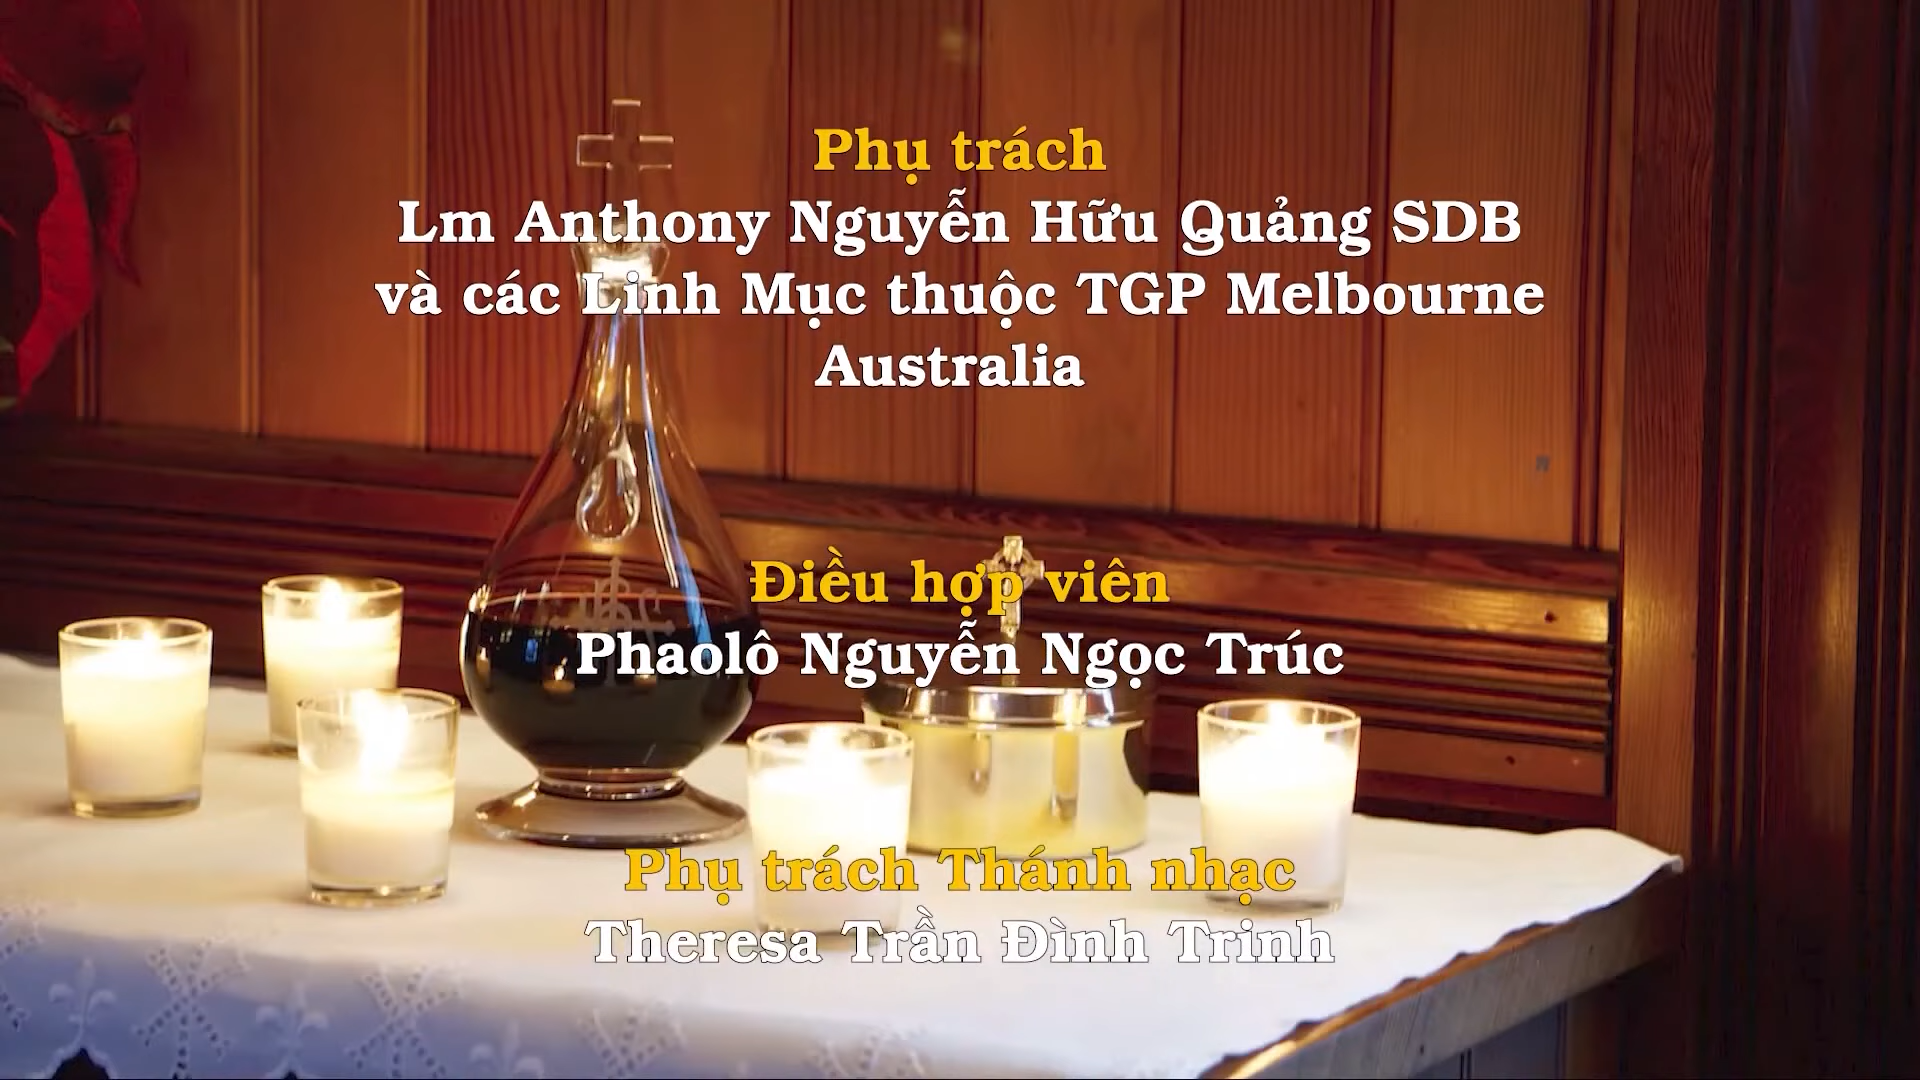 Phụ trách
Lm Anthony Nguyễn Hữu Quảng SDB
và các Linh Mục thuộc TGP Melbourne
Australia
Điều hợp viên
Phaolô Nguyễn Ngọc Trúc
Phụ trách Thánh nhạc
Theresa Trần Đình Trinh